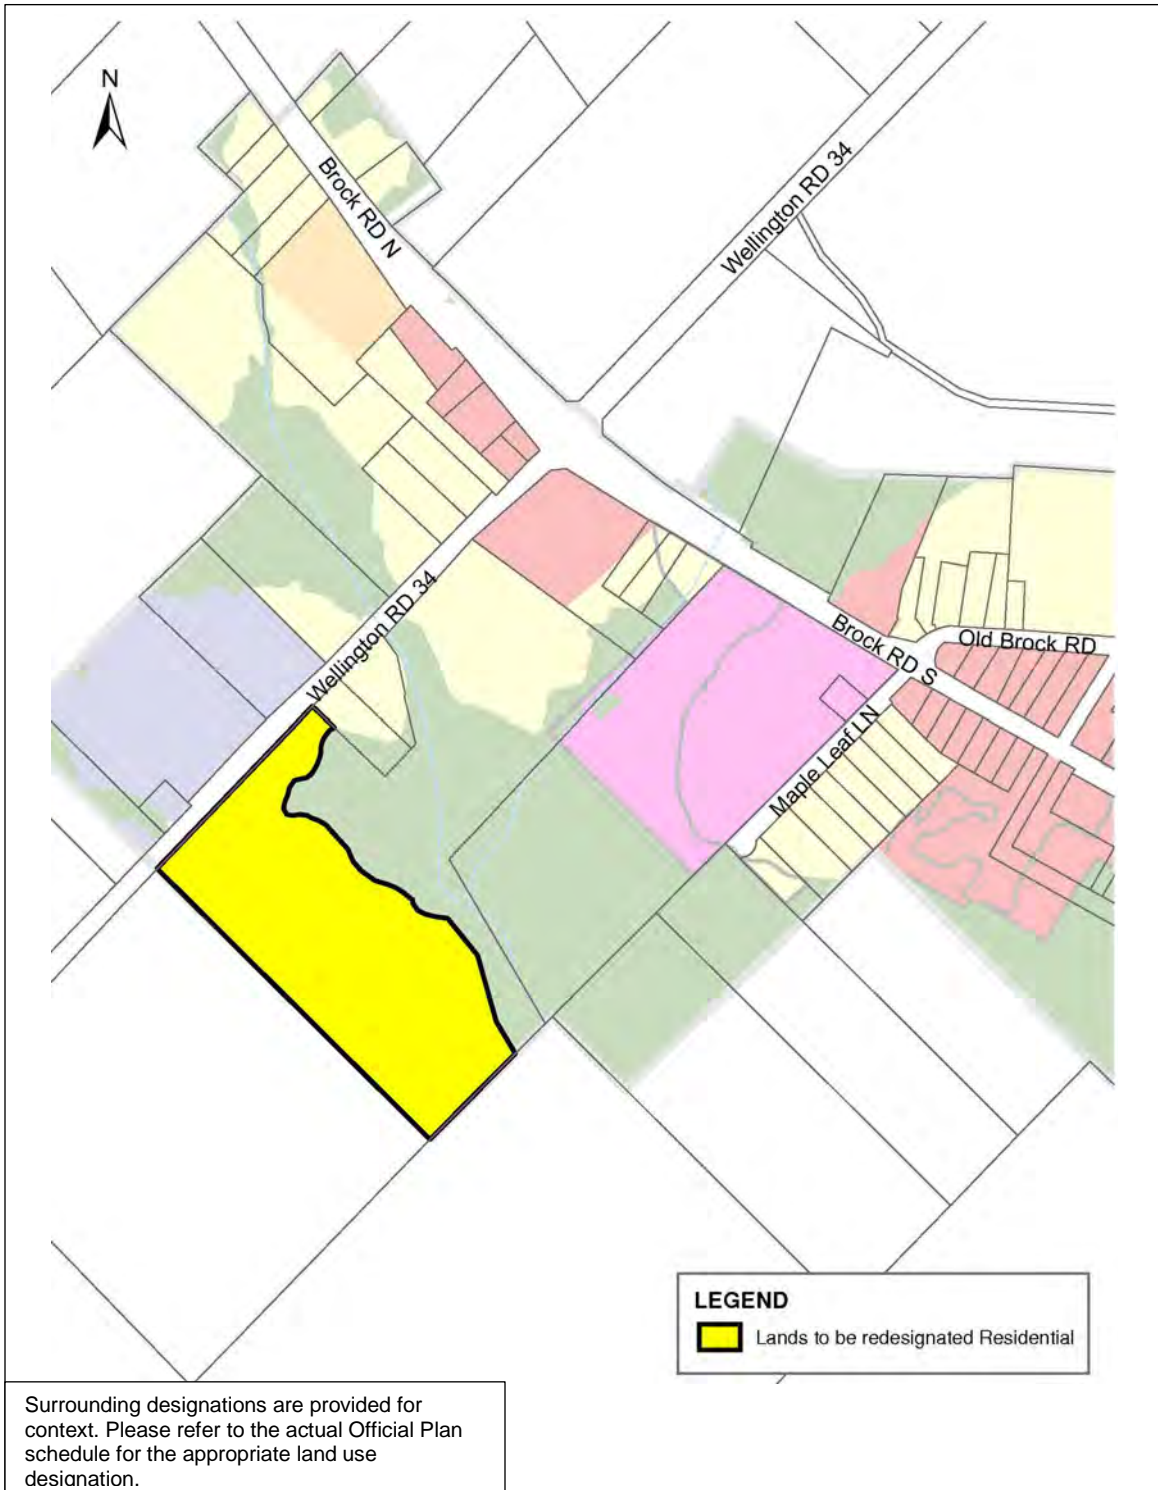 N
Brock RD N
Wellington RD 34
Wellington RD 34
Brock RD S
Old Brock RD
Maple Leaf LN
LEGEND
Lands to be redesignated Residential
Surrounding designations are provided for
context. Please refer to the actual Official Plan
schedule for the appropriate land use
designation.